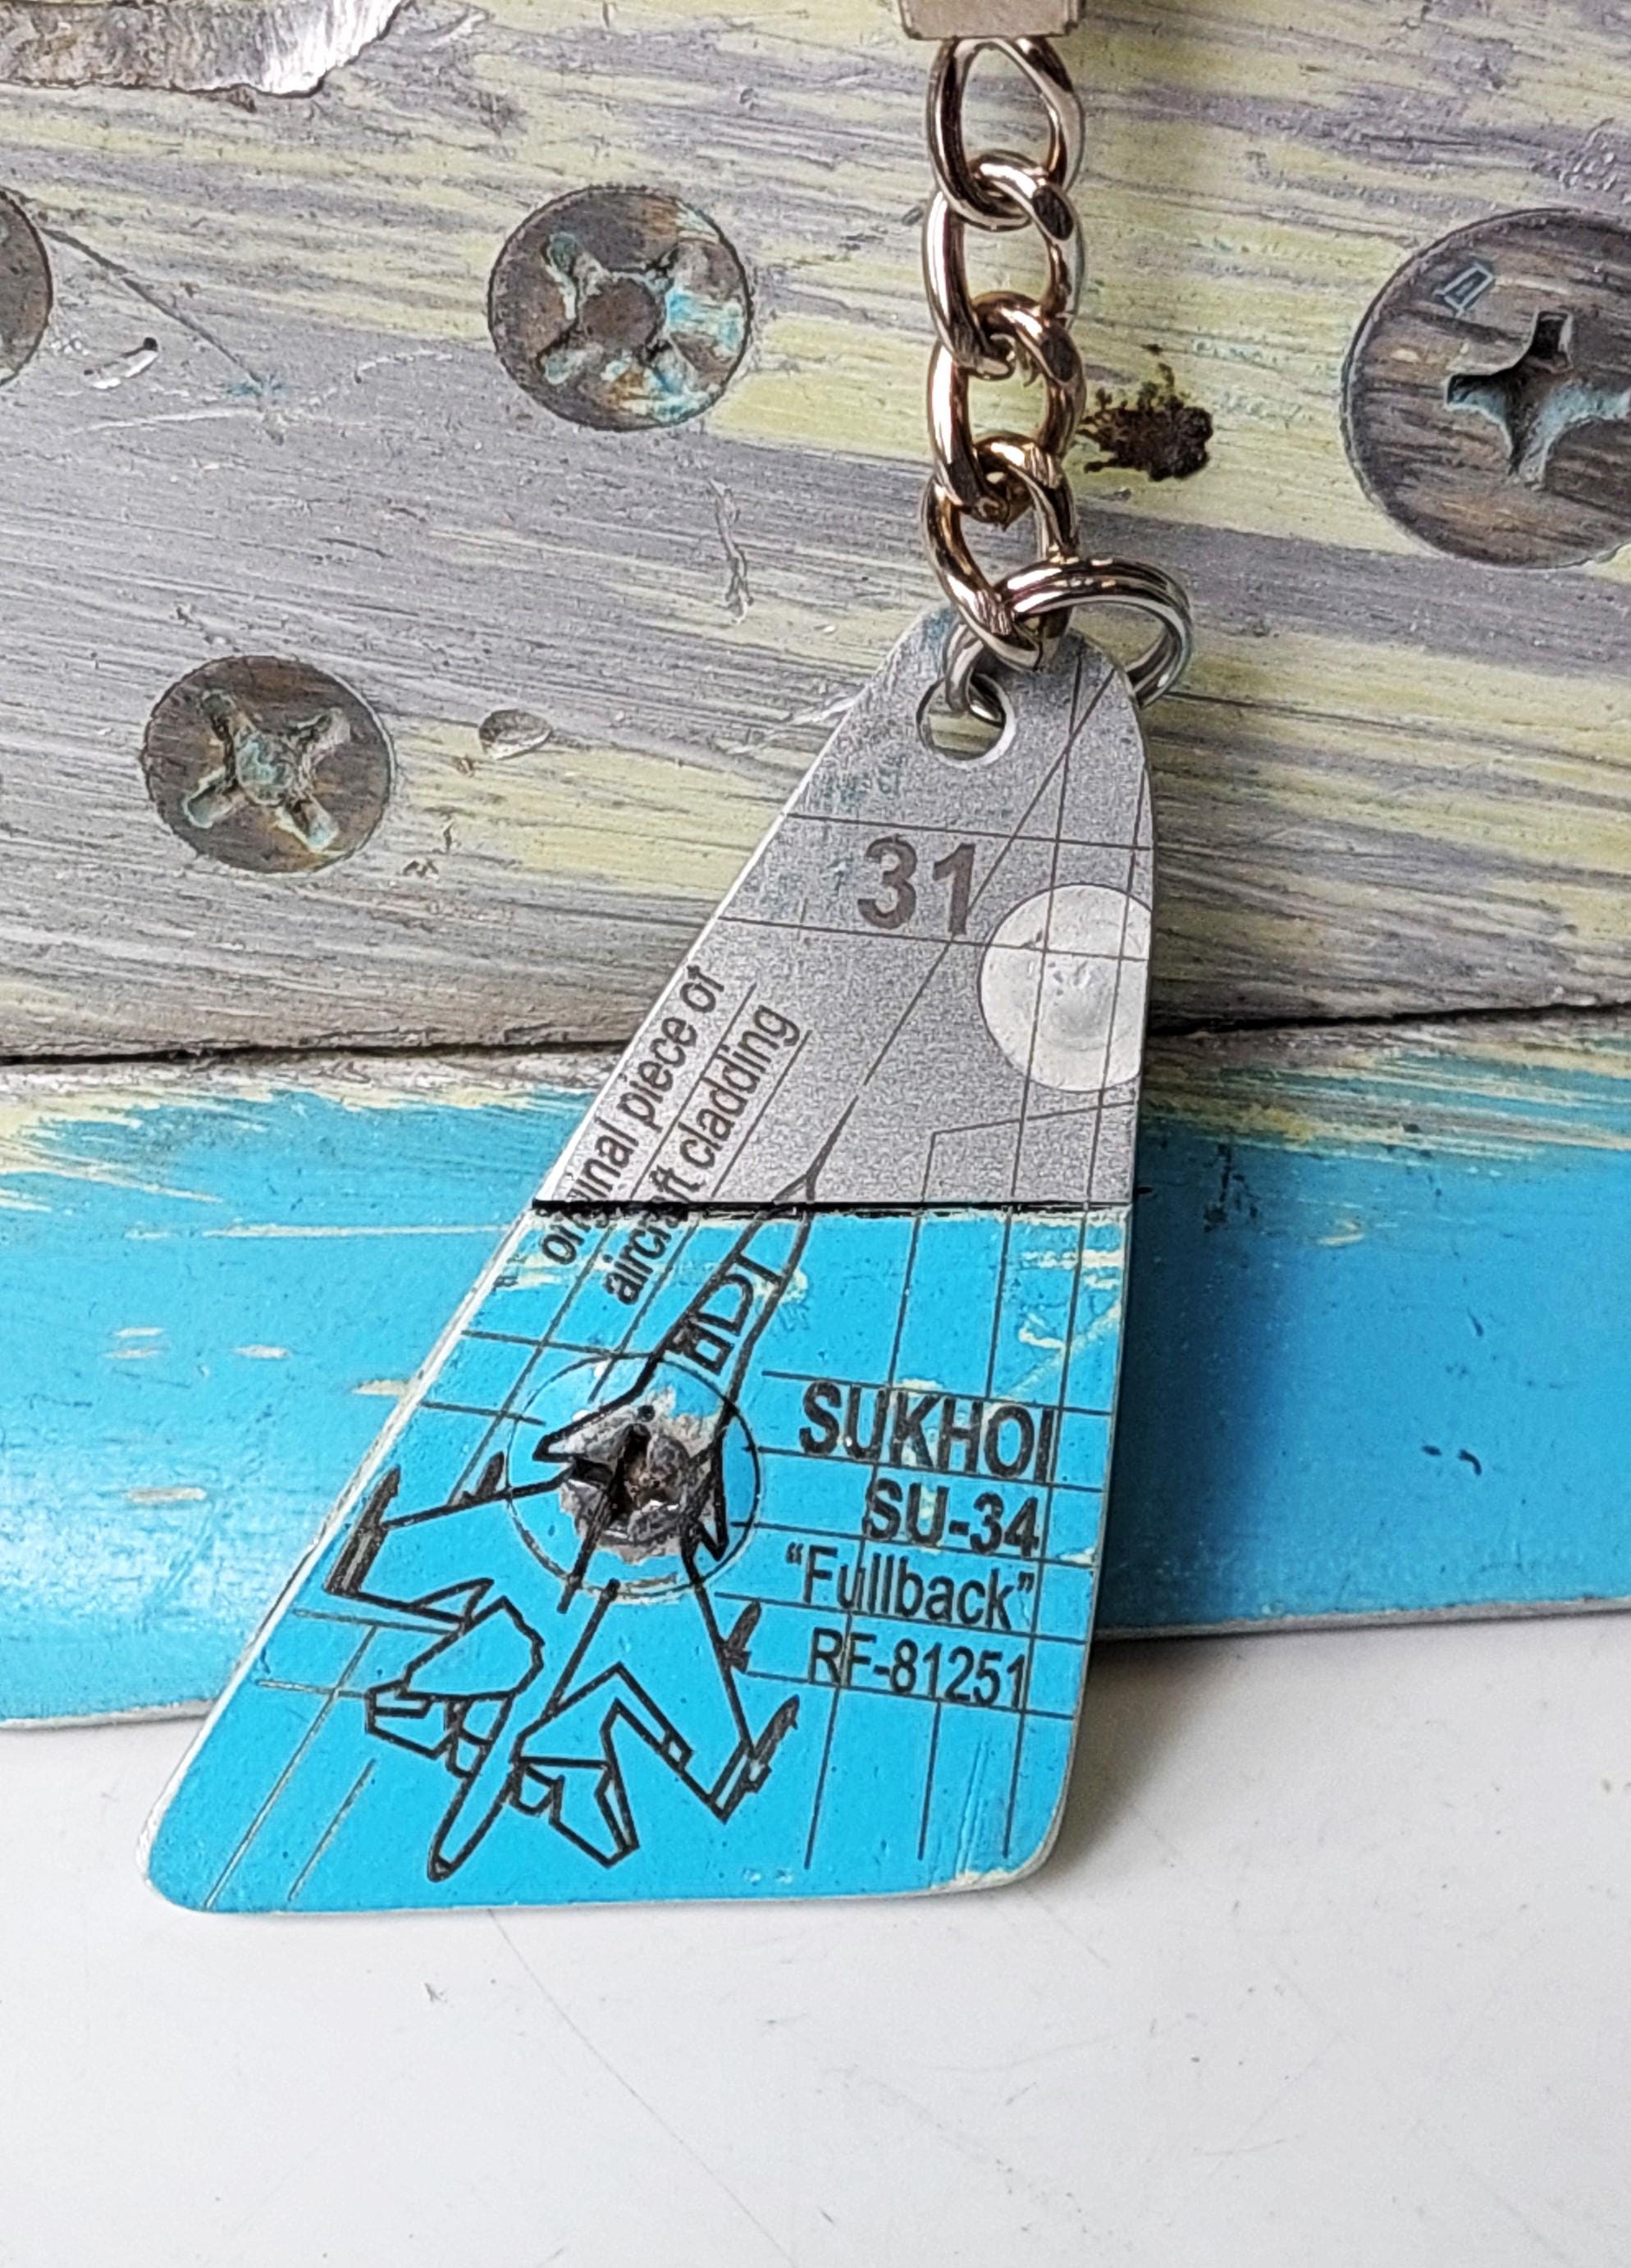 31
original piece of
aircraft cladding
SUKHOI
SU-34
“Fullback”
RF-81251